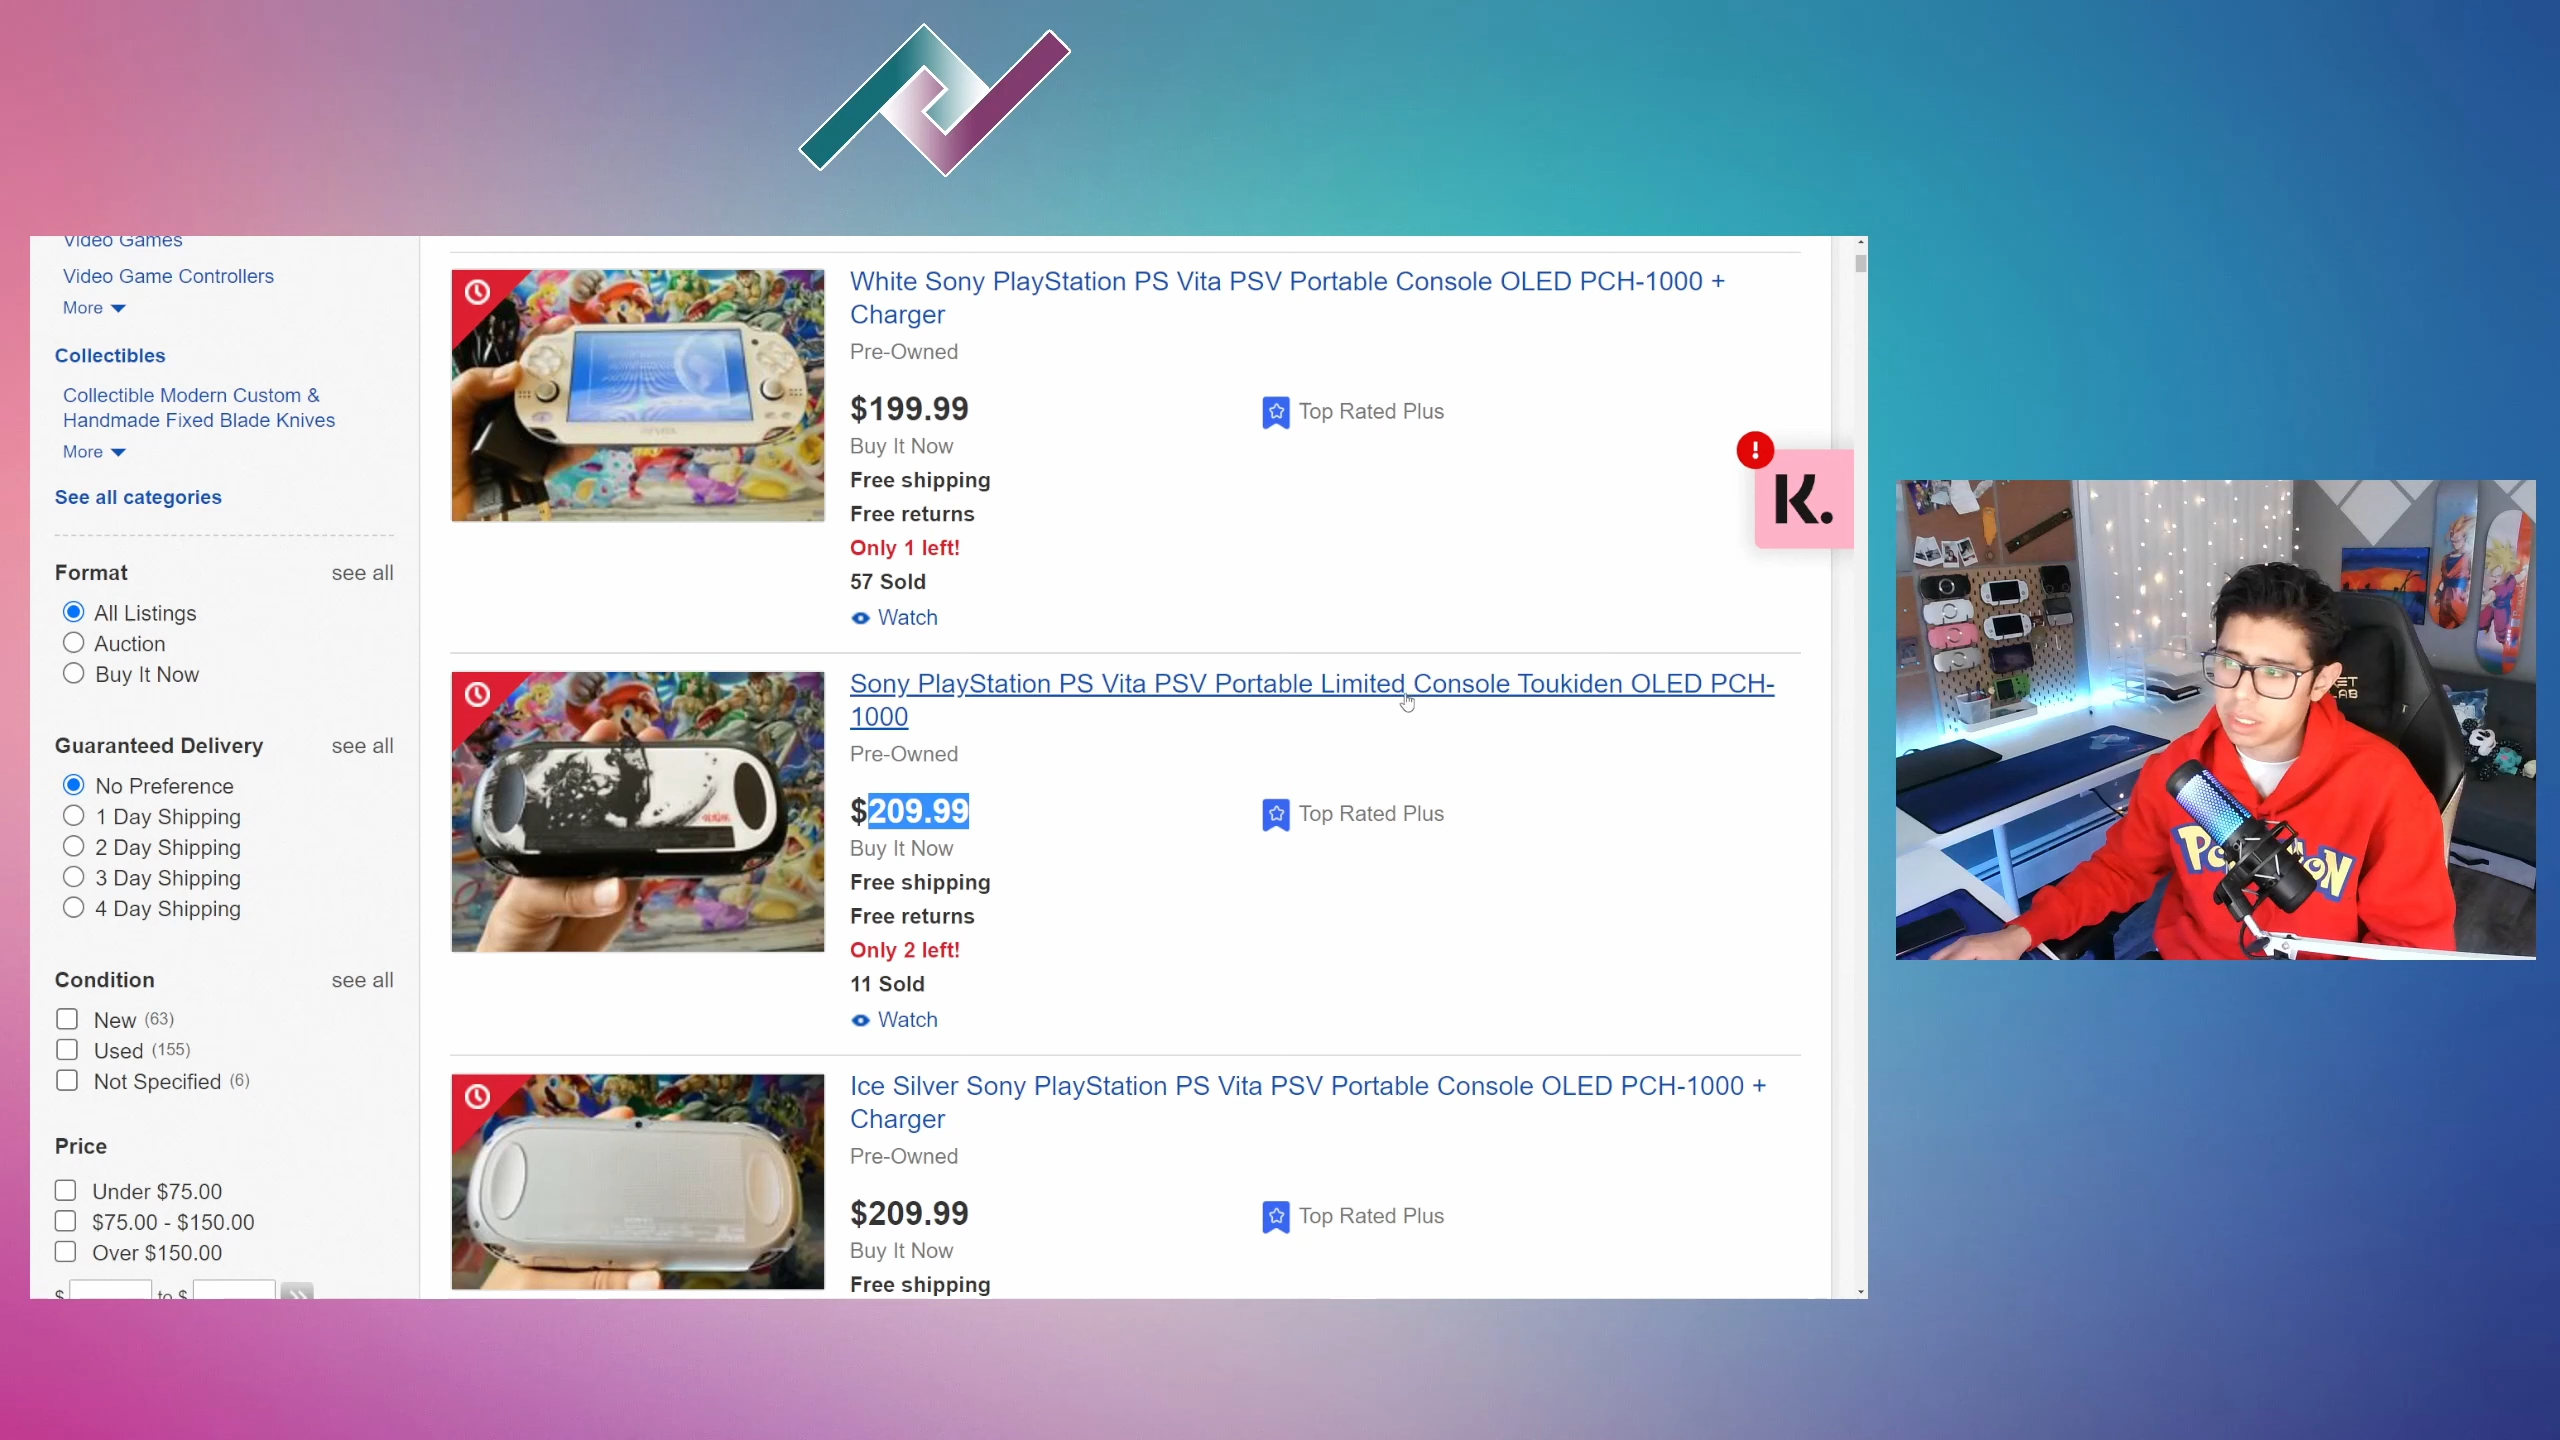 Video Games
Video Game Controllers
More
Collectibles
Collectible Modern Custom &
Handmade Fixed Blade Knives
More
See all categories
Format see all
All Listings
Auction
Buy It Now
Guaranteed Delivery see all
No Preference
1 Day Shipping
2 Day Shipping
3 Day Shipping
4 Day Shipping
Condition see all
New (63)
Used (155)
Not Specified (6)
Price
Under $75.00
$75.00 - $150.00
Over $150.00
$ to $
White Sony PlayStation PS Vita PSV Portable Console OLED PCH-1000 +
Charger
Pre-Owned
$199.99
Top Rated Plus
Buy It Now
Free shipping
Free returns
Only 1 left!
57 Sold
Watch
Sony PlayStation PS Vita PSV Portable Limited Console Toukiden OLED PCH-
1000
Pre-Owned
$209.99
Top Rated Plus
Buy It Now
Free shipping
Free returns
Only 2 left!
11 Sold
Watch
Ice Silver Sony PlayStation PS Vita PSV Portable Console OLED PCH-1000 +
Charger
Pre-Owned
$209.99
Top Rated Plus
Buy It Now
Free shipping
!
K.